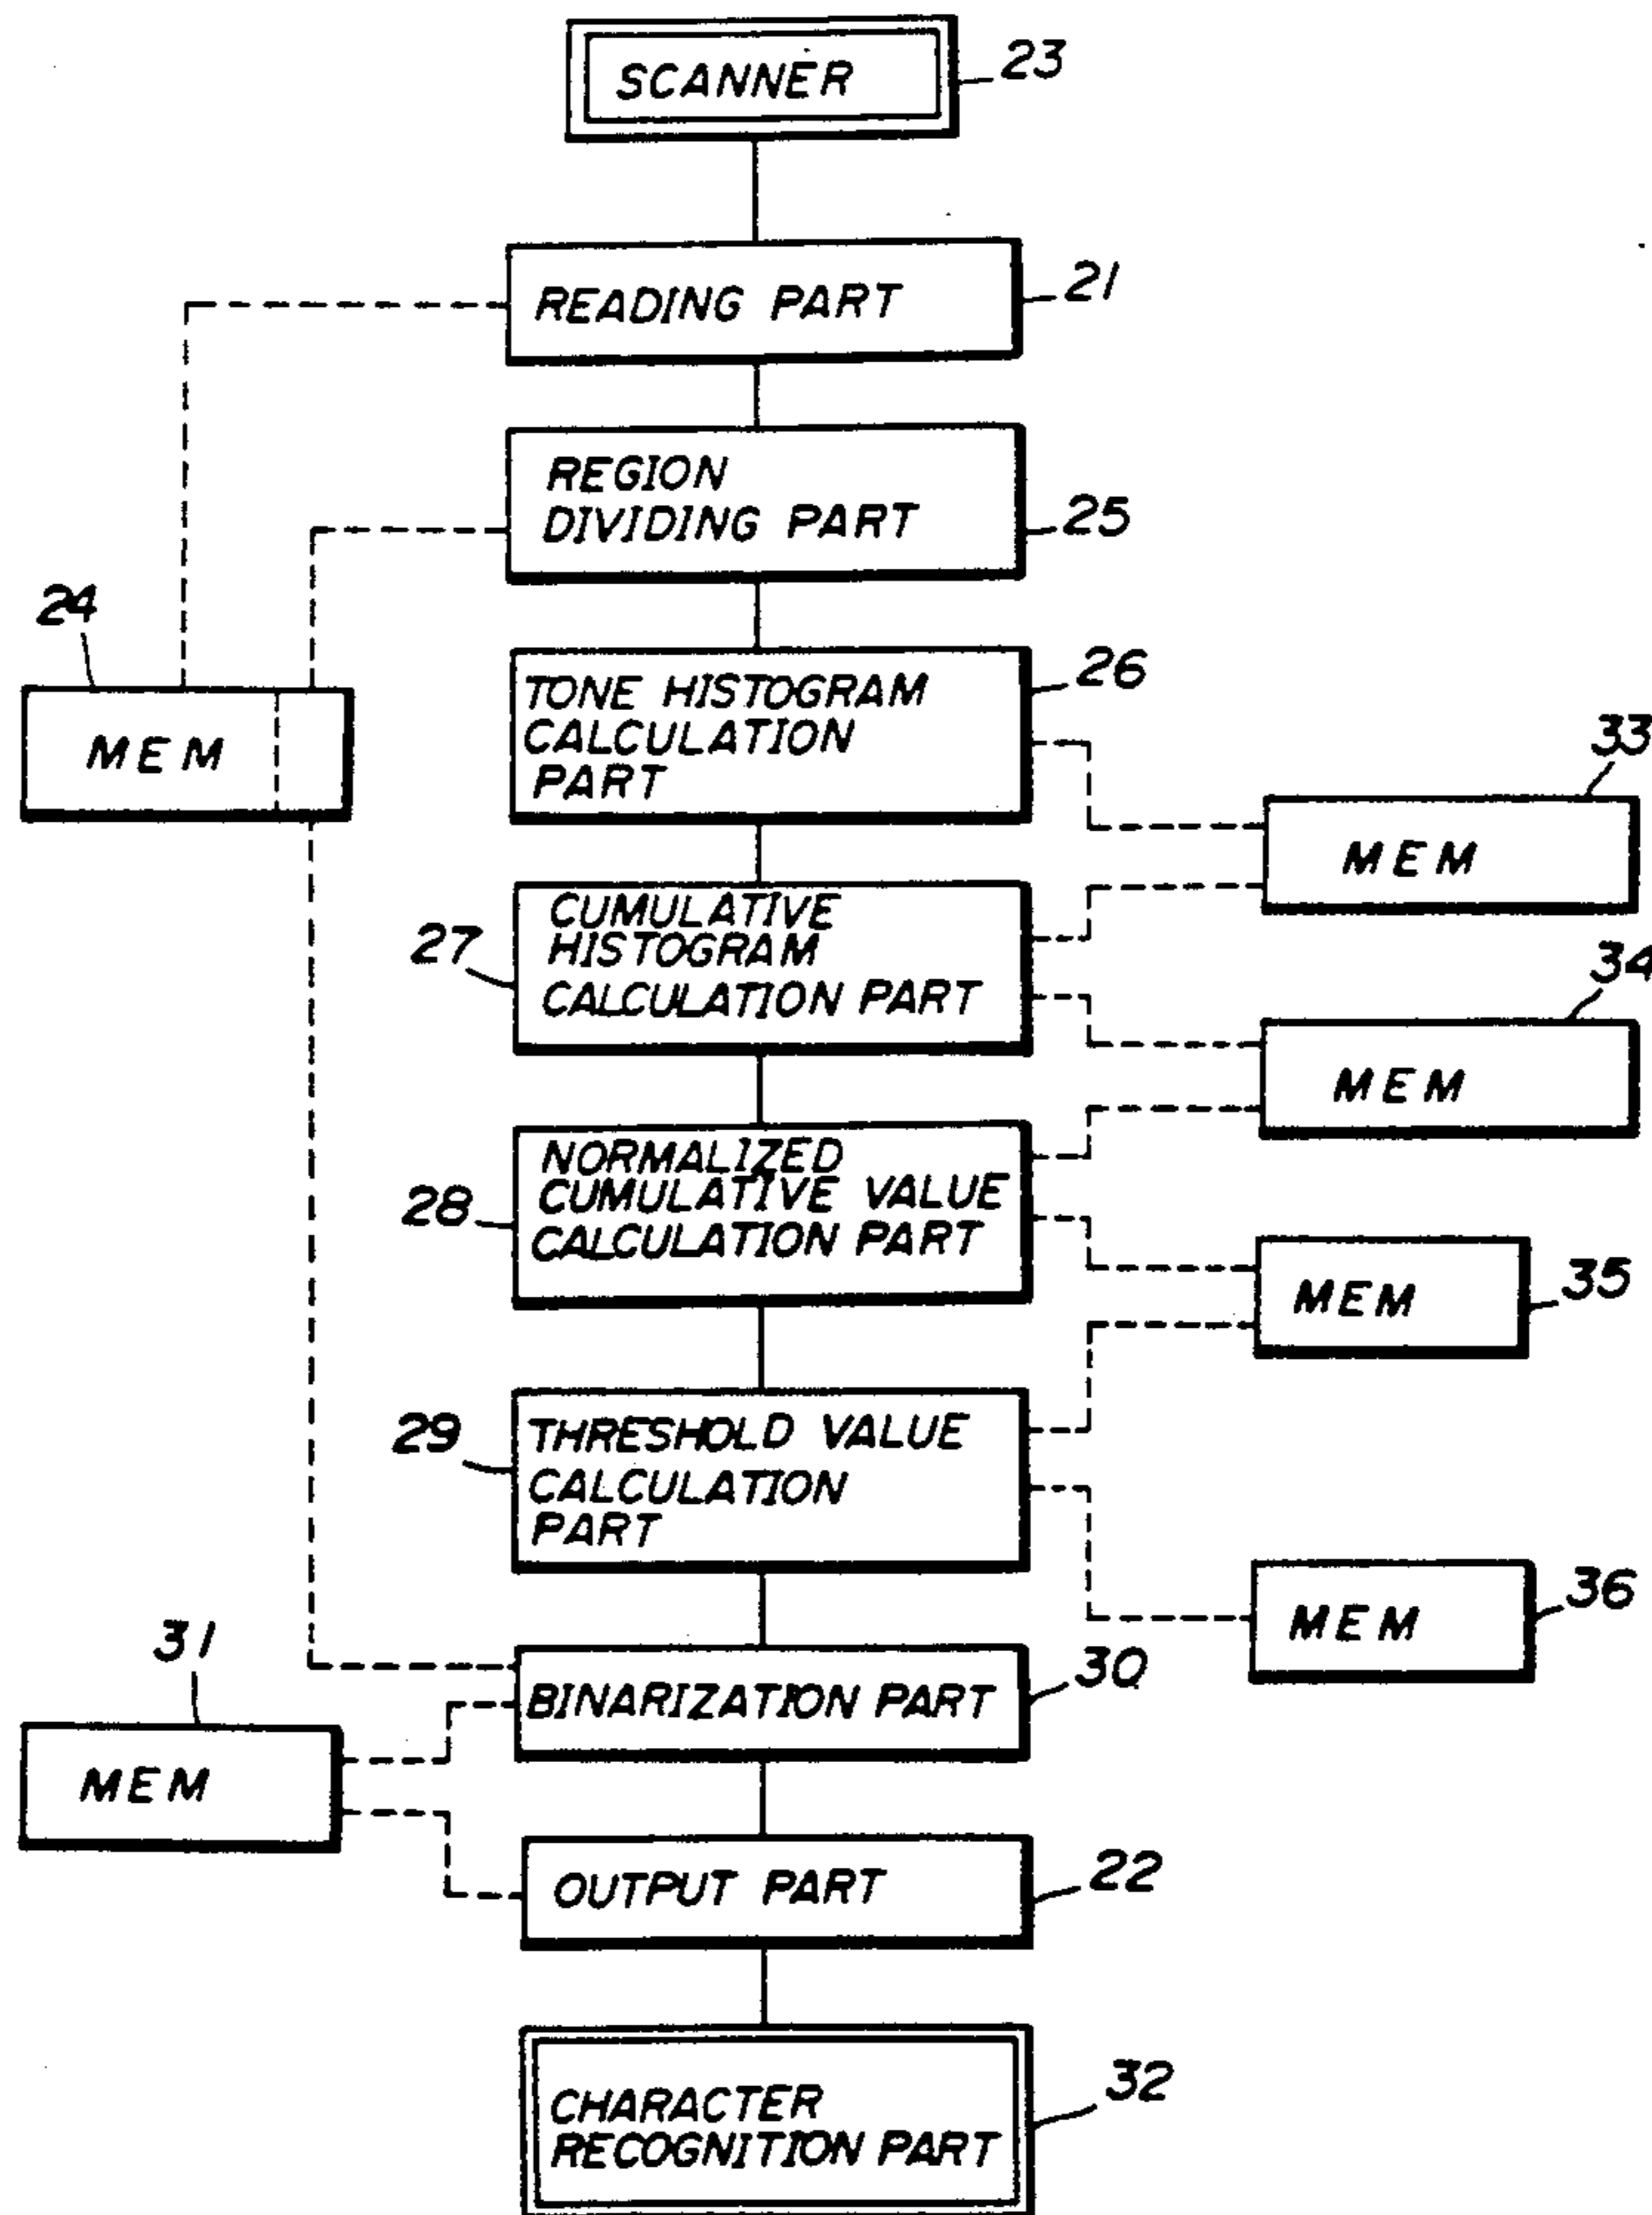 SCANNER
23
READING PART
21
REGION
DIVIDING PART
25
24
MEM
TONE HISTOGRAM
CALCULATION
PART
26
33
MEM
27
CUMULATIVE
HISTOGRAM
CALCULATION PART
34
MEM
28
NORMALIZED
CUMULATIVE VALUE
CALCULATION PART
MEM
35
29
THRESHOLD VALUE
CALCULATION
PART
MEM
36
31
MEM
BINARIZATION PART
30
OUTPUT PART
22
CHARACTER
RECOGNITION PART
32